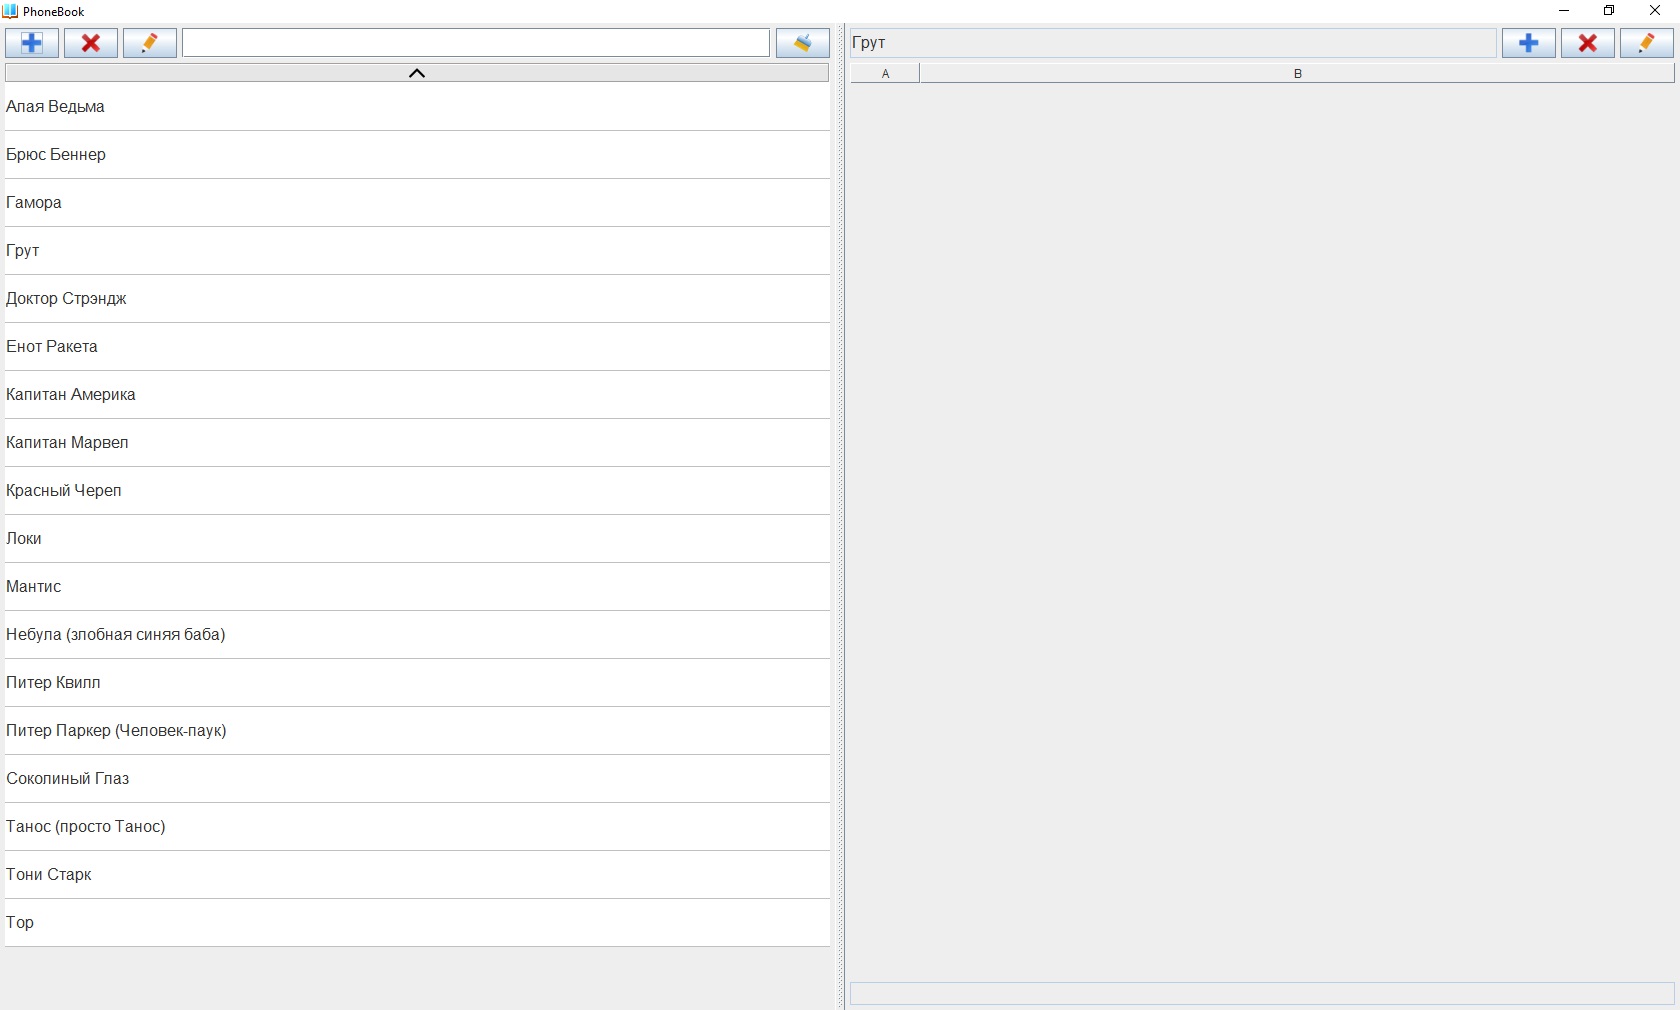 PhoneBook
Грут
A B
Алая Ведьма
Брюс Беннер
Гамора
Грут
Доктор Стрэндж
Енот Ракета
Капитан Америка
Капитан Марвел
Красный Череп
Локи
Мантис
Небула (злобная синяя баба)
Питер Квилл
Питер Паркер (Человек-паук)
Соколиный Глаз
Танос (просто Танос)
Тони Старк
Тор